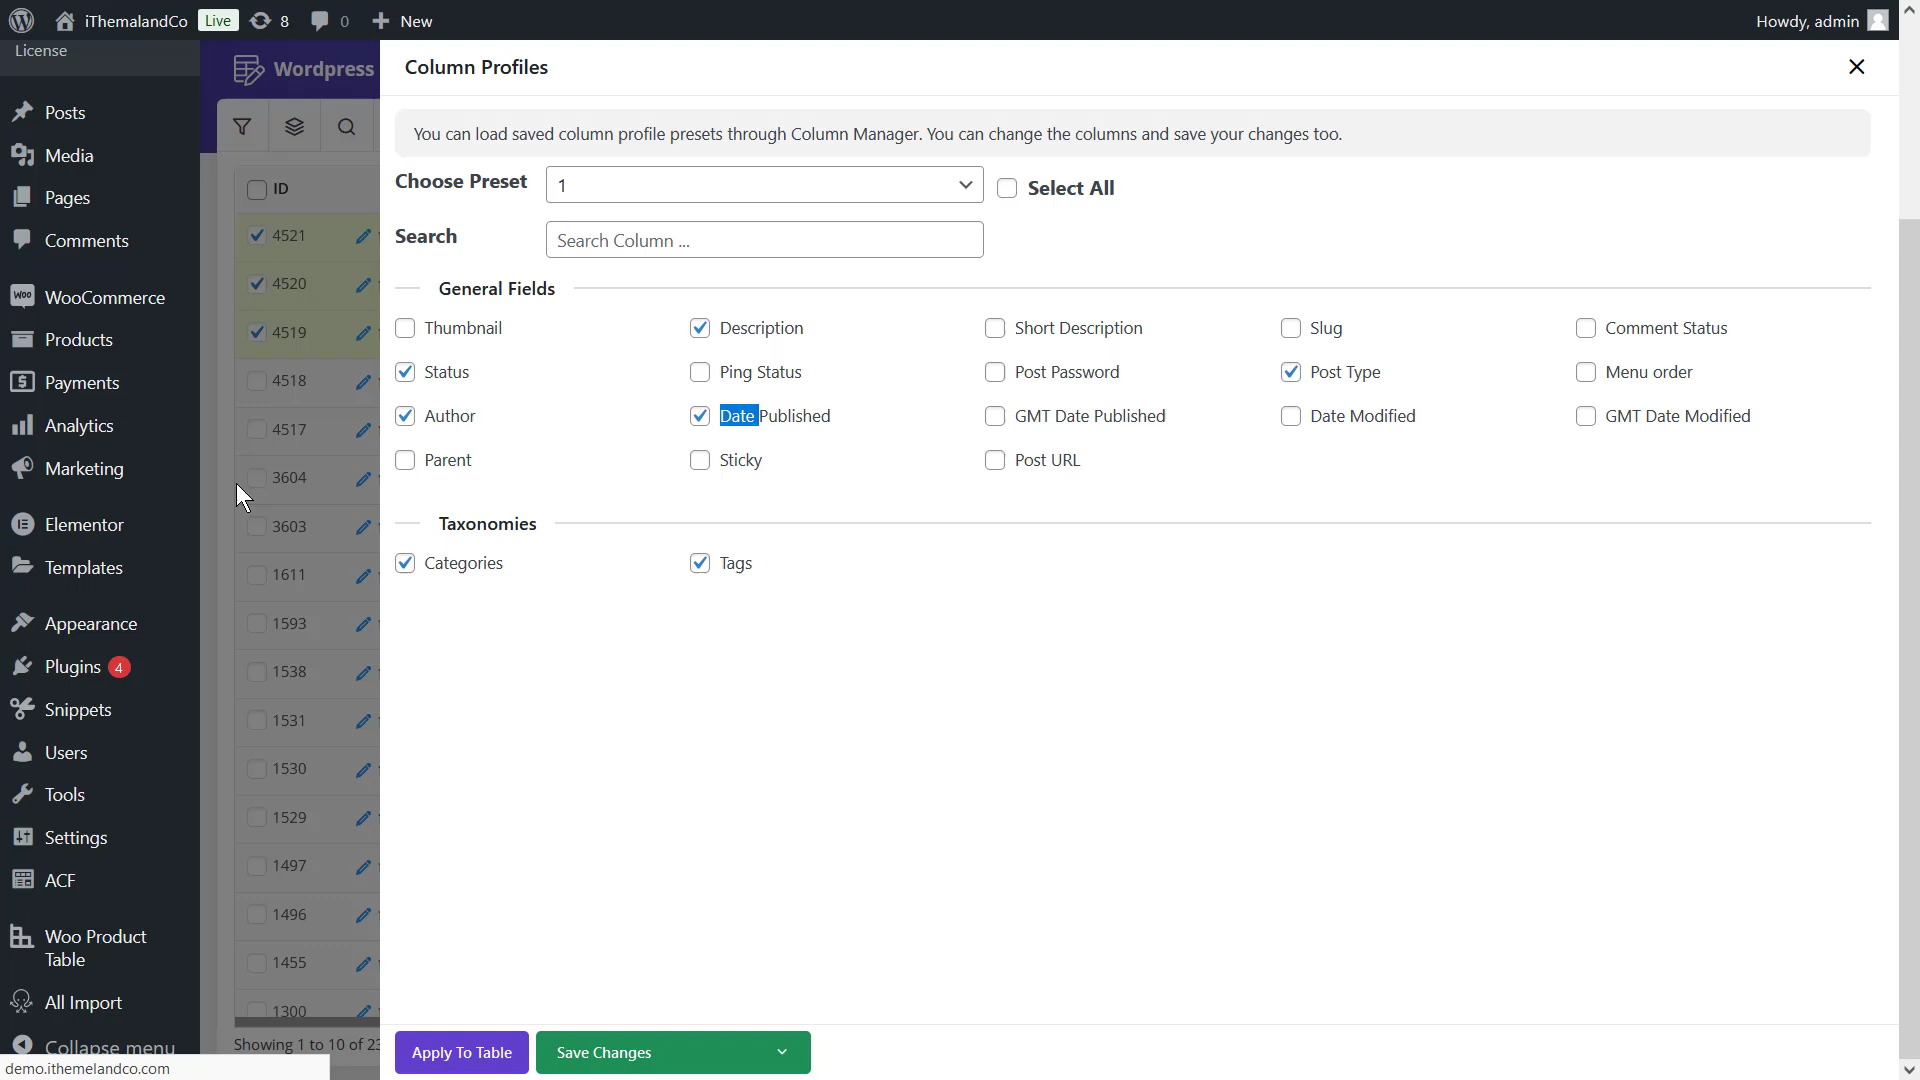 iThemalandCo Live 8 0 New Howdy, admin
License
Posts
Media
Pages
Comments
WooCommerce
Products
Payments
Analytics
Marketing
Elementor
Templates
Appearance
Plugins 4
Snippets
Users
Tools
Settings
ACF
Woo Product
Table
All Import
Collapse menu
demo.ithemelandco.com
Wordpress
ID
4521
4520
4519
4518
4517
3604
3603
1611
1593
1538
1531
1530
1529
1497
1496
1455
1300
Showing 1 to 10 of 23
Column Profiles
You can load saved column profile presets through Column Manager. You can change the columns and save your changes too.
Choose Preset 1 Select All
Search Search Column ...
General Fields
Thumbnail Description Short Description Slug Comment Status
Status Ping Status Post Password Post Type Menu order
Author Date Published GMT Date Published Date Modified GMT Date Modified
Parent Sticky Post URL
Taxonomies
Categories Tags
Apply To Table Save Changes